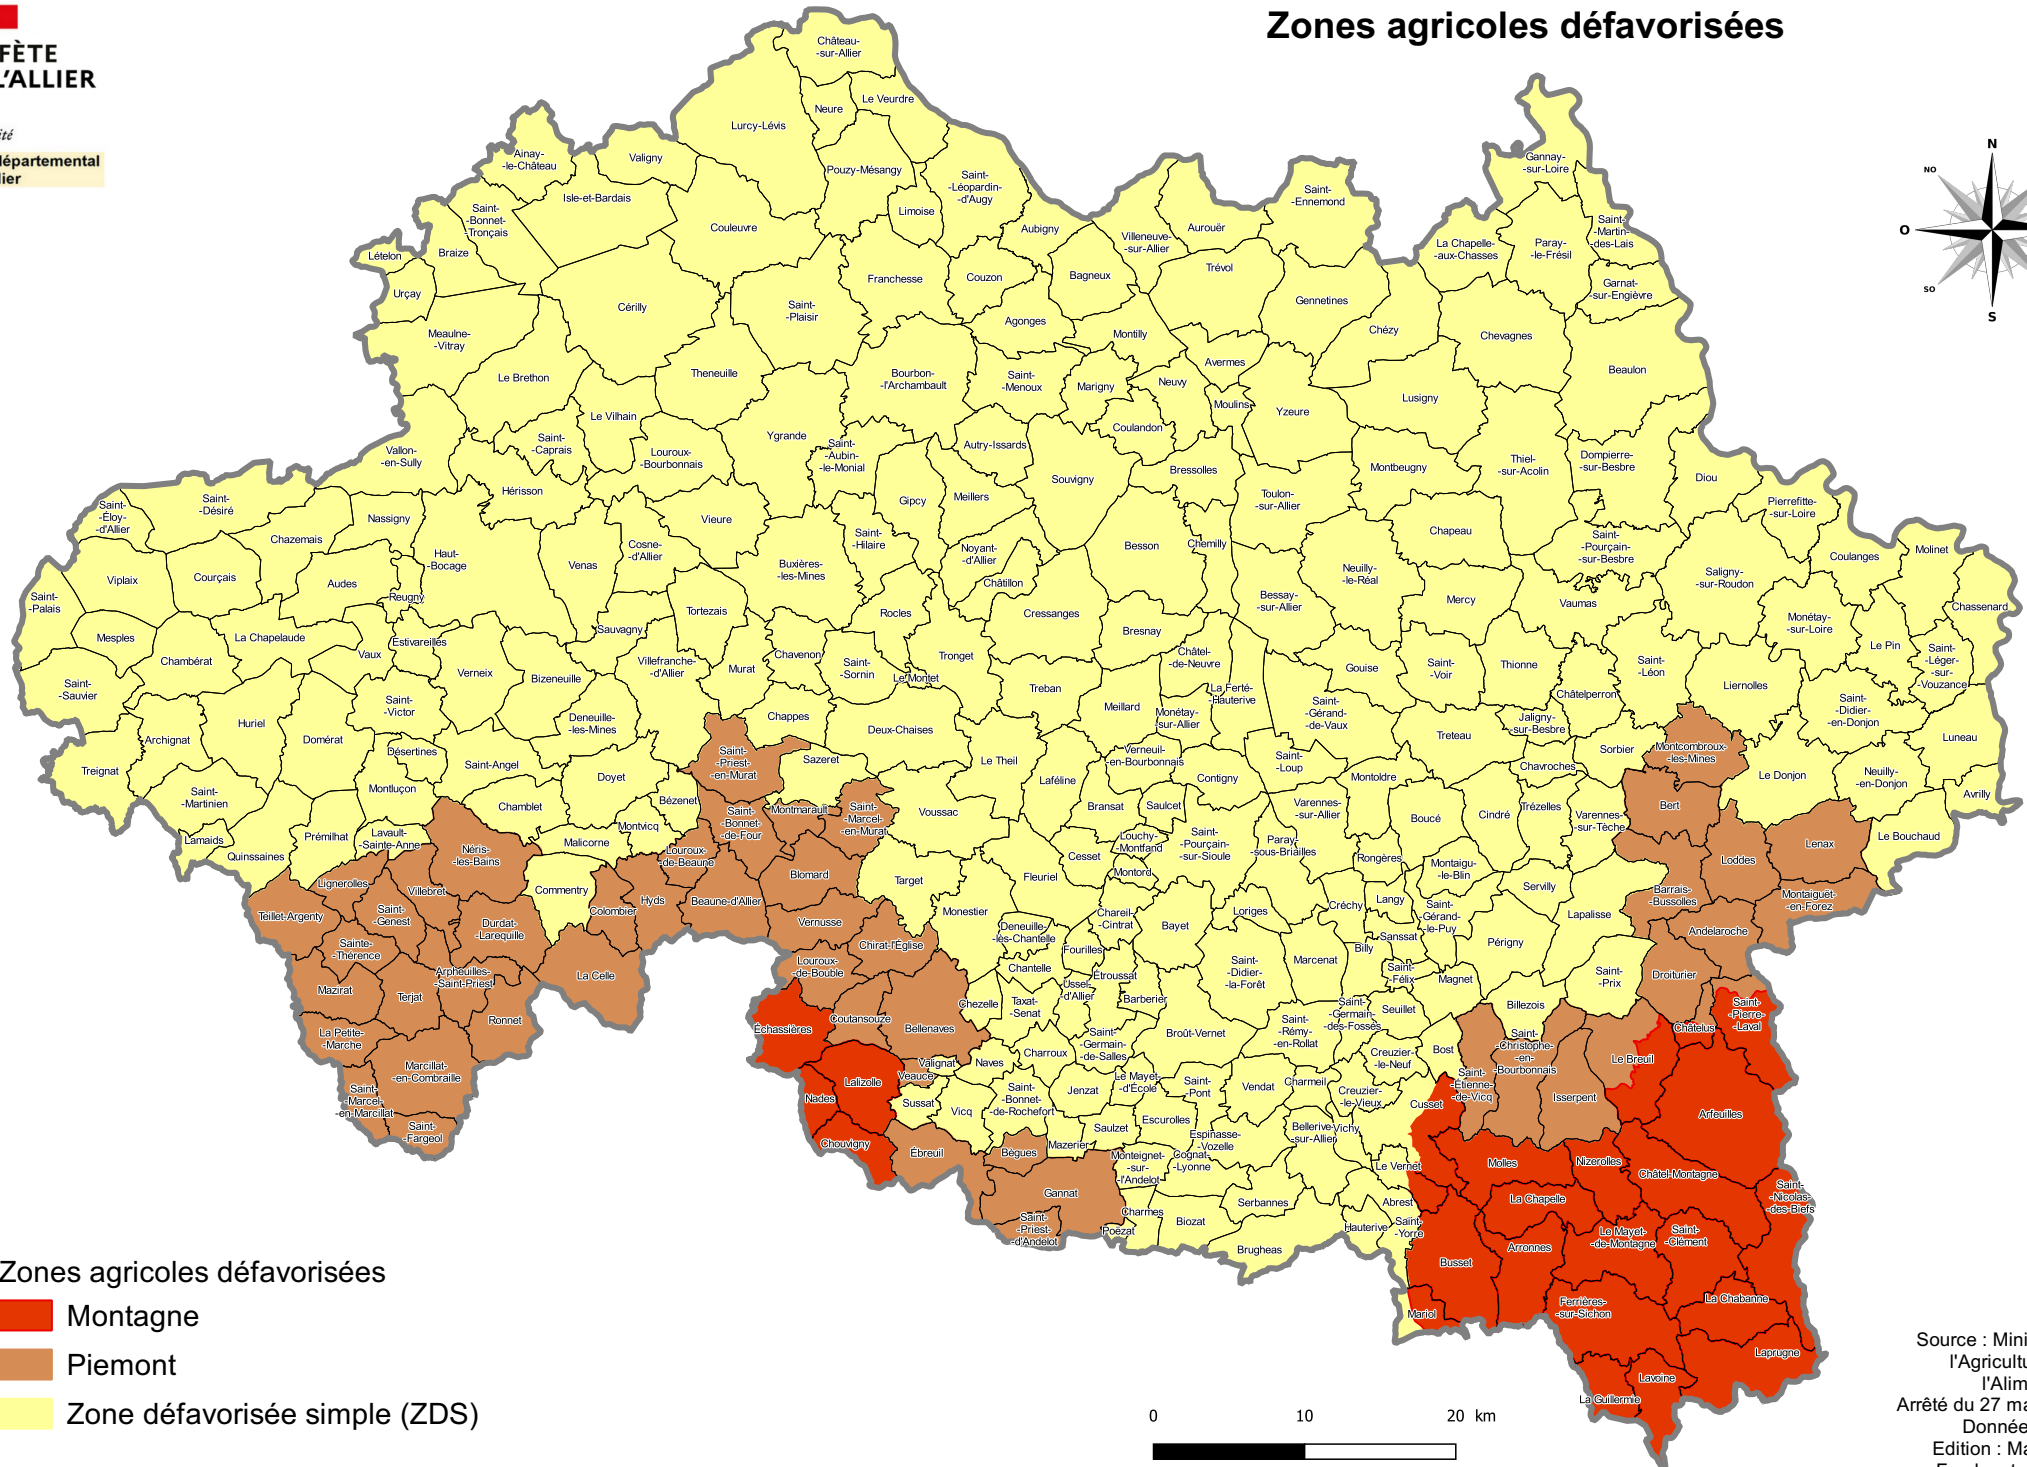 Zones agricoles défavorisées
FÈTE
L'ALLIER
ité
départemental
lier
N
NO
O
SO
S
Château-
-sur-Allier
Neure
Le Veurdre
Lurcy-Lévis
Ainay-
-le-Château
Valigny
Pouzy-Mésangy
Isle-et-Bardais
Saint-
-Léopardin-
-d'Augy
Gannay-
-sur-Loire
Saint-
-Ennemond
Saint-
-Bonnet-
-Tronçais
Limoise
Couleuvre
Aubigny
Aurouër
Villeneuve-
-sur-Allier
Saint-
-Martin-
-des-Lais
La Chapelle-
-aux-Chasses
Paray-
-le-Frésil
Braize
Lételon
Trévol
Franchesse
Couzon
Bagneux
Garnat-
-sur-Engièvre
Urçay
Gennetines
Cérilly
Saint-
-Plaisir
Agonges
Chézy
Chevagnes
Meaulne-
-Vitray
Montilly
Avermes
Beaulon
Theneuille
Bourbon-
-l'Archambault
Saint-
-Menoux
Marigny
Neuvy
Le Brethon
Moulins
Yzeure
Lusigny
Le Vilhain
Coulandon
Ygrande
Saint-
-Caprais
Saint-
-Aubin-
-le-Monial
Autry-Issards
Vallon-
-en-Sully
Louroux-
-Bourbonnais
Bressolles
Montbeugny
Thiel-
-sur-Acolin
Dompierre-
-sur-Besbre
Diou
Souvigny
Hérisson
Gipcy
Meillers
Toulon-
-sur-Allier
Pierrefitte-
-sur-Loire
Saint-
-Désiré
Saint-
-Éloy-
-d'Allier
Nassigny
Vieure
Chapeau
Chazemais
Saint-
-Hilaire
Besson
Chemilly
Saint-
-Pourçain-
-sur-Besbre
Cosne-
-d'Allier
Noyant-
-d'Allier
Haut-
-Bocage
Venas
Buxières-
-les-Mines
Châtillon
Neuilly-
-le-Réal
Saligny-
-sur-Roudon
Coulanges
Molinet
Viplaix
Courçais
Audes
Reugny
Saint-
-Palais
Bessay-
-sur-Allier
Mercy
Vaumas
Chassenard
Tortezais
Rocles
Cressanges
Monétay-
-sur-Loire
Mesples
La Chapelaude
Estivareilles
Sauvagny
Bresnay
Le Pin
Chambérat
Vaux
Verneix
Bizeneuille
Villefranche-
-d'Allier
Murat
Chavenon
Saint-
-Sornin
Le Montet
Tronget
Châtel-
-de-Neuvre
Gouise
Saint-
-Voir
Thionne
Saint-
-Léon
Saint-
-Léger-
-sur-
-Vouzance
Saint-
-Sauvier
Treban
La Ferté-
-Hauterive
Châtelperron
Liernolles
Saint-
-Victor
Meillard
Monétay-
-sur-Allier
Saint-
-Gérand-
-de-Vaux
Saint-
-Didier-
-en-Donjon
Huriel
Deneuille-
-les-Mines
Chappes
Deux-Chaises
Jaligny-
-sur-Besbre
Archignat
Domérat
Désertines
Treteau
Luneau
Saint-
-Priest-
-en-Murat
Sazeret
Le Theil
Verneuil-
-en-Bourbonnais
Saint-
-Loup
Sorbier
Montcombroux-
-les-Mines
Treignat
Saint-Angel
Doyet
Laféline
Contigny
Montoldre
Chavroches
Le Donjon
Neuilly-
-en-Donjon
Saint-
-Martinien
Montluçon
Bézenet
Avrilly
Chamblet
Montmarault
Saint-
-Marcel-
-en-Murat
Voussac
Bransat
Saulcet
Varennes-
-sur-Allier
Boucé
Cindré
Trézelles
Bert
Saint-
-Bonnet-
-de-Four
Montvicq
Varennes-
-sur-Tèche
Lamaids
Prémilhat
Lavault-
-Sainte-Anne
Malicorne
Louchy-
-Montfand
Saint-
-Pourçain-
-sur-Sioule
Paray-
-sous-Briailles
Le Bouchaud
Lenax
Quinssaines
Néris-
-les-Bains
Louroux-
-de-Beaune
Cesset
Rongères
Montaigu-
-le-Blin
Loddes
Blomard
Montord
Lignerolles
Villebret
Commentry
Target
Fleuriel
Servilly
Barrais-
-Bussolles
Montaiguët-
-en-Forez
Teillet-Argenty
Saint-
-Genest
Colombier
Hyds
Beaune-d'Allier
Vernusse
Monestier
Chareil-
-Cintrat
Loriges
Créchy
Langy
Saint-
-Gérand-
-le-Puy
Lapalisse
Durdat-
-Larequille
Deneuille-
-lès-Chantelle
Bayet
Andelaroche
Sainte-
-Thérence
Chirat-l'Église
Fourilles
Billy
Sanssat
Périgny
Louroux-
-de-Bouble
Chantelle
Étroussat
Saint-
-Didier-
-la-Forêt
Marcenat
Saint-
-Félix
Magnet
Saint-
-Prix
Droiturier
La Celle
Arpheuilles-
-Saint-Priest
Mazirat
Terjat
Ussel-
-d'Allier
Barberier
Chezelle
Taxat-
-Senat
Saint-
-Germain-
-des-Fossés
Seuillet
Billezois
Saint-
-Pierre-
-Laval
Ronnet
Échassières
Coutansouze
Bellenaves
Broût-Vernet
Saint-
-Rémy-
-en-Rollat
Châtelus
La Petite-
-Marche
Saint-
-Germain-
-de-Salles
Saint-
-Christophe-
-en-
-Bourbonnais
Charroux
Creuzier-
-le-Neuf
Bost
Le Breuil
Marcillat-
-en-Combraille
Valignat
Naves
Veauce
Lalizolle
Le Mayet-
-d'École
Saint-
-Pont
Vendat
Charmeil
Saint-
-Étienne-
-de-Vicq
Isserpent
Saint-
-Marcel-
-en-Marcillat
Nades
Sussat
Vicq
Saint-
-Bonnet-
-de-Rochefort
Jenzat
Creuzier-
-le-Vieux
Cusset
Arfeuilles
Saint-
-Fargeol
Saulzet
Escurolles
Espinasse-
-Vozelle
Bellerive-
-sur-Allier
Vichy
Chouvigny
Ébreuil
Bègues
Mazerier
Monteignet-
-sur-
-l'Andelot
Cognat-
-Lyonne
Le Vernet
Molles
Nizerolles
Châtel-Montagne
Gannat
Saint-
-Nicolas-
-des-Biefs
Serbannes
Abrest
La Chapelle
Saint-
-Priest-
-d'Andelot
Poëzat
Charmes
Biozat
Hauterive
Saint-
-Yorre
Le Mayet-
-de-Montagne
Saint-
-Clément
Brugheas
Busset
Arronnes
La Chabanne
Mariol
Ferrières-
-sur-Sichon
Laprugne
Lavoine
La Guillermie
Zones agricoles défavorisées
Montagne
Piemont
Zone défavorisée simple (ZDS)
0 10 20 km
Source : Mini
l'Agricultu
l'Alim
Arrêté du 27 ma
Donnée
Edition : Ma